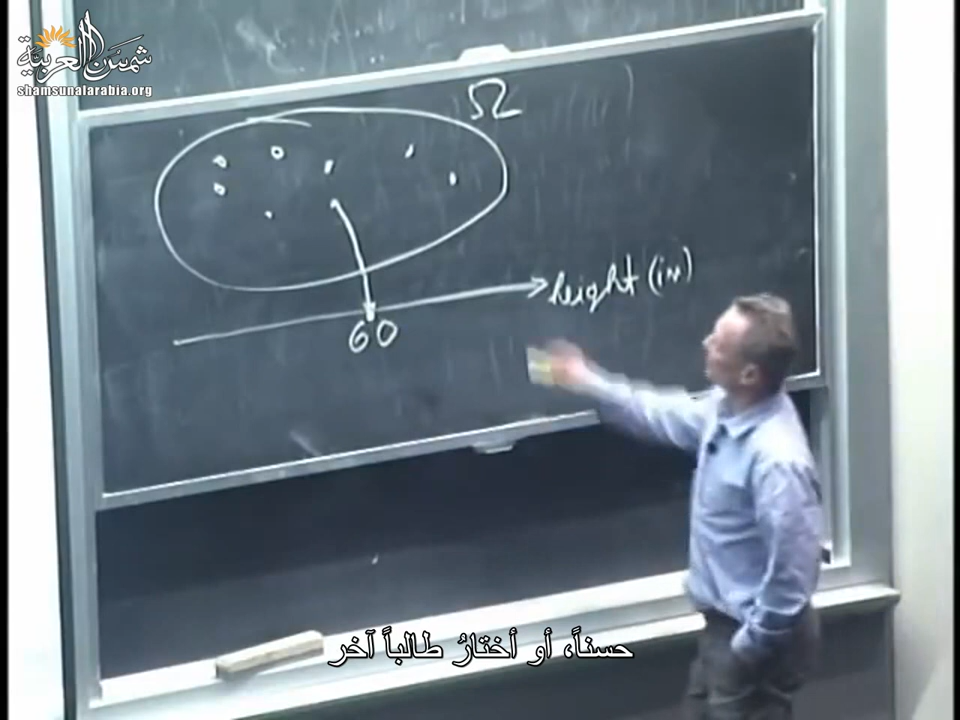 شمس العربية
shamsunalarabia.org
Ω
height (in)
60
حسناً، أو أختارُ طالباً آخر